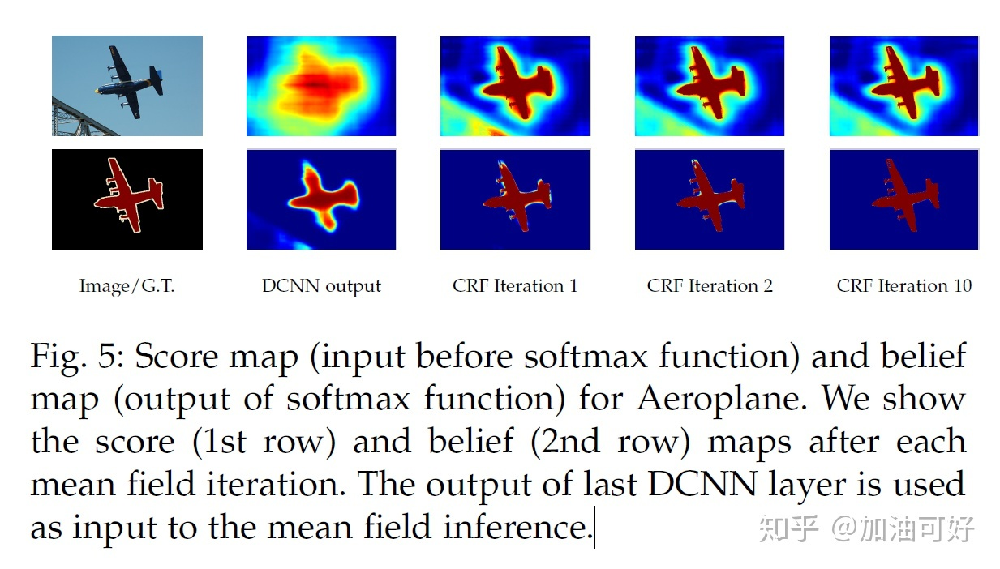 Image/G.T.
DCNN output
CRF Iteration 1
CRF Iteration 2
CRF Iteration 10
Fig. 5: Score map (input before softmax function) and belief
map (output of softmax function) for Aeroplane. We show
the score (1st row) and belief (2nd row) maps after each
mean field iteration. The output of last DCNN layer is used
as input to the mean field inference.
知乎 @加油可好